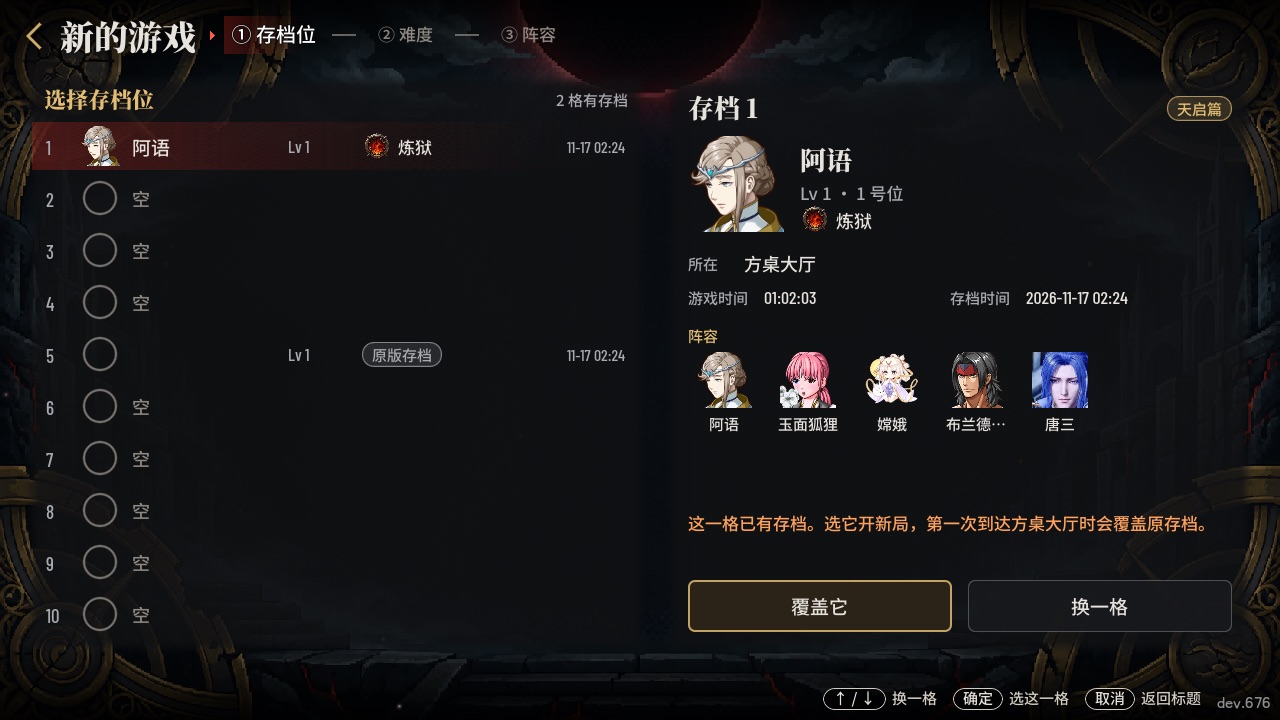 新的游戏 ① 存档位 — ② 难度 — ③ 阵容
选择存档位 2 格有存档
1 阿语 Lv 1 炼狱 11-17 02:24
2 空
3 空
4 空
5 Lv 1 原版存档 11-17 02:24
6 空
7 空
8 空
9 空
10 空
存档 1 天启篇
阿语
Lv 1 · 1 号位
炼狱
所在 方桌大厅
游戏时间 01:02:03 存档时间 2026-11-17 02:24
阵容
阿语 玉面狐狸 嫦娥 布兰德… 唐三
这一格已有存档。选它开新局，第一次到达方桌大厅时会覆盖原存档。
覆盖它 换一格
↑ / ↓ 换一格 确定 选这一格 取消 返回标题 dev.676